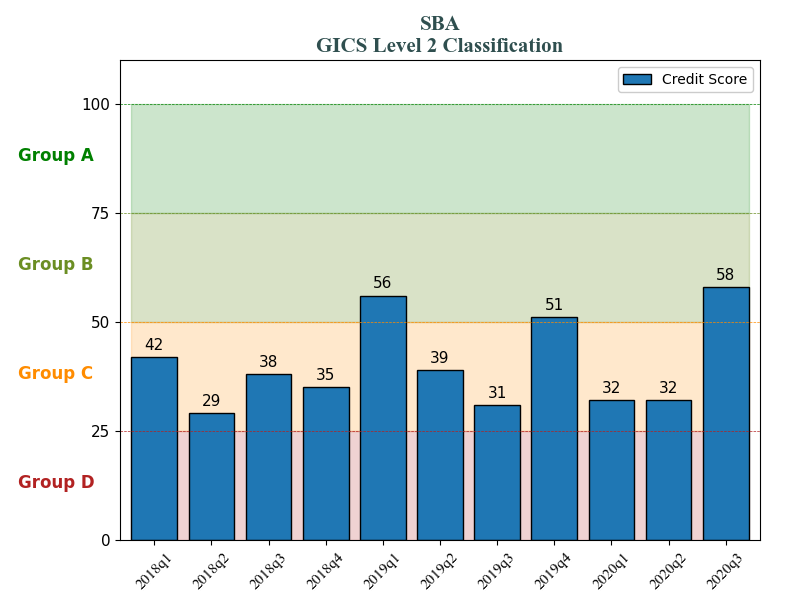 SBA
GICS Level 2 Classification
Credit Score
100
Group A
75
Group B
50
Group C
25
Group D
0
42
29
38
35
56
39
31
51
32
32
58
2018q1
2018q2
2018q3
2018q4
2019q1
2019q2
2019q3
2019q4
2020q1
2020q2
2020q3